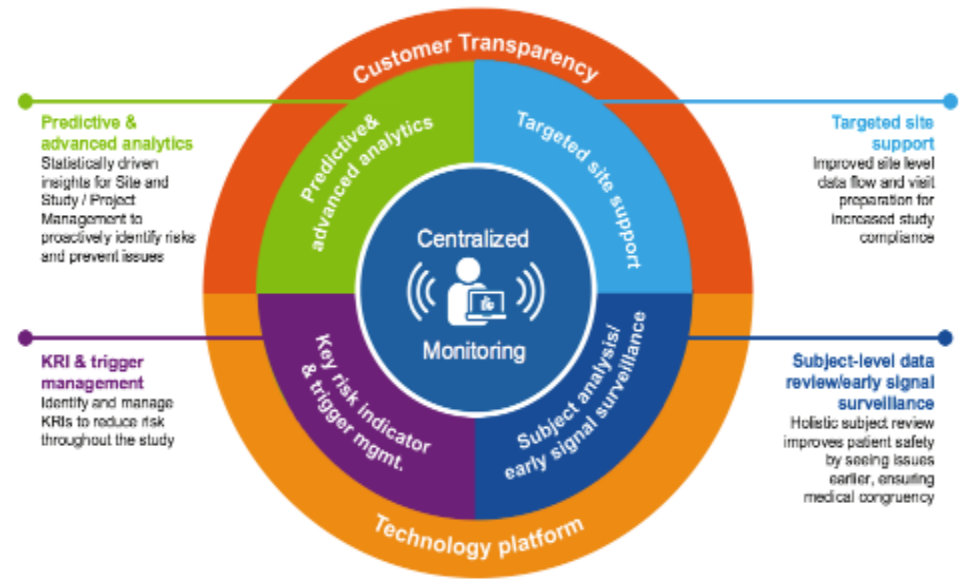 Customer Transparency
Predictive&
advanced analytics
Targeted site support
Centralized
Monitoring
Key risk indicator
& trigger mgmt.
Subject analysis/
early signal surveillance
Technology platform
Predictive &
advanced analytics
Statistically driven
insights for Site and
Study / Project
Management to
proactively identify risks
and prevent issues
Targeted site
support
Improved site level
data flow and visit
preparation for
increased study
compliance
KRI & trigger
management
Identify and manage
KRIs to reduce risk
throughout the study
Subject-level data
review/early signal
surveillance
Holistic subject review
improves patient safety
by seeing issues
earlier, ensuring
medical congruency